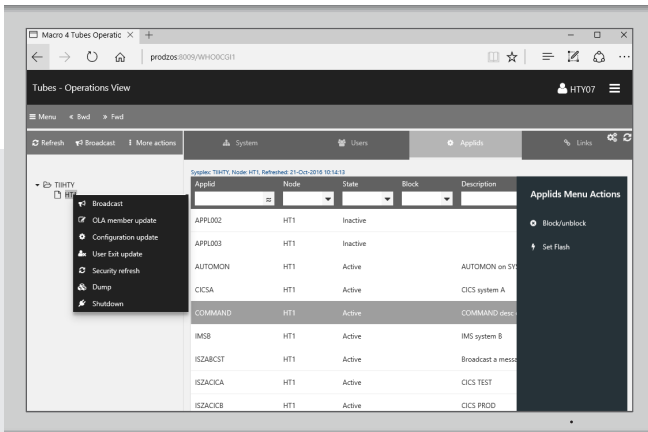 Macro 4 Tubes Operatic
prodzos:6009/WHO0CGI1
Tubes - Operations View
HTY07
Menu « Bwd » Fwd
Refresh Broadcast More actions
System Users Applids Links
Sysplex: TIIHTY, Node: HT1, Refreshed: 21-Oct-2016 10:14:13
Applid Node State Block Description
TIIHTY
Broadcast
OLA member update
Configuration update
User Exit update
Security refresh
Dump
Shutdown
APPL002 HT1 Inactive
APPL003 HT1 Inactive
AUTOMON HT1 Active AUTOMON on SY
CICSA HT1 Active CICS system A
COMMAND HT1 Active COMMAND desc
IMSB HT1 Active IMS system B
ISZABCST HT1 Active Broadcast a messa
ISZACICA HT1 Active CICS TEST
ISZACICB HT1 Active CICS PROD
Applids Menu Actions
Block/unblock
Set Flash